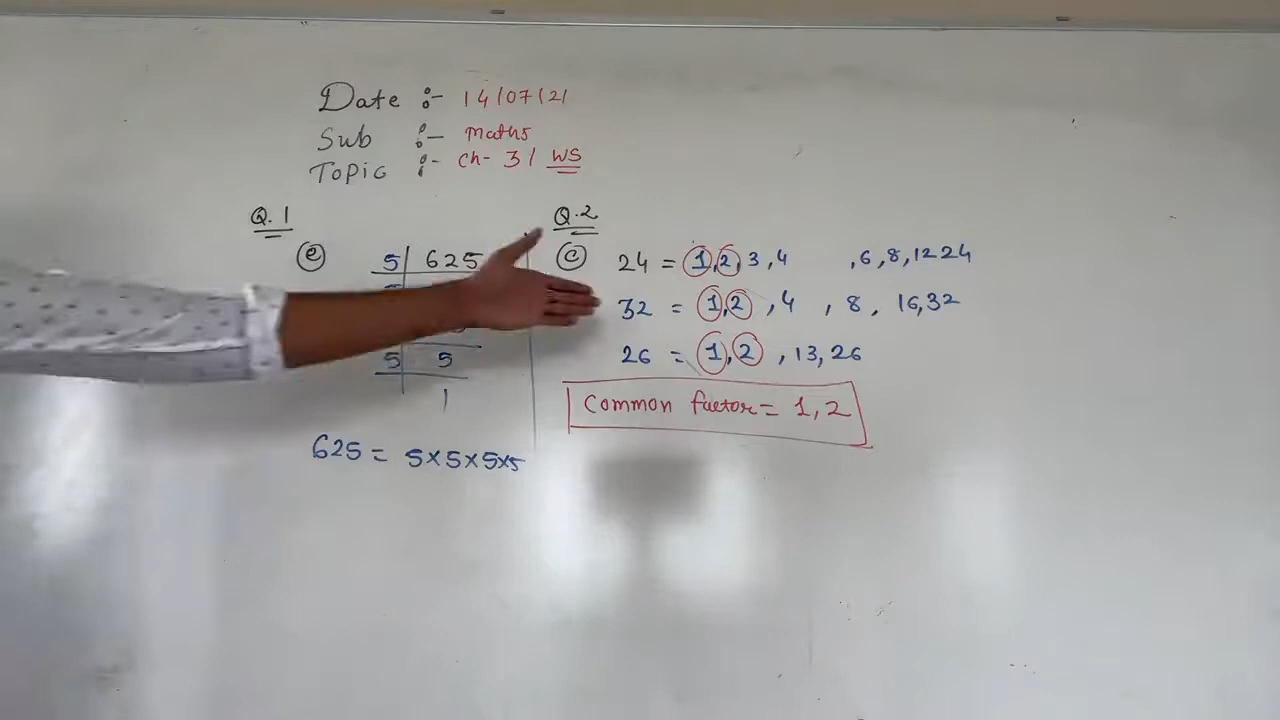 Date :- 14/07/21
Sub :- maths
Topic :- Ch- 3/ WS
Q.1
(e) 5 | 625
5 | 5
1
625 = 5×5×5×5
Q.2
(c) 24 = 1,2,3,4 ,6,8,12 24
32 = 1,2 ,4 , 8, 16,32
26 = 1,2 ,13,26
Common factor = 1,2